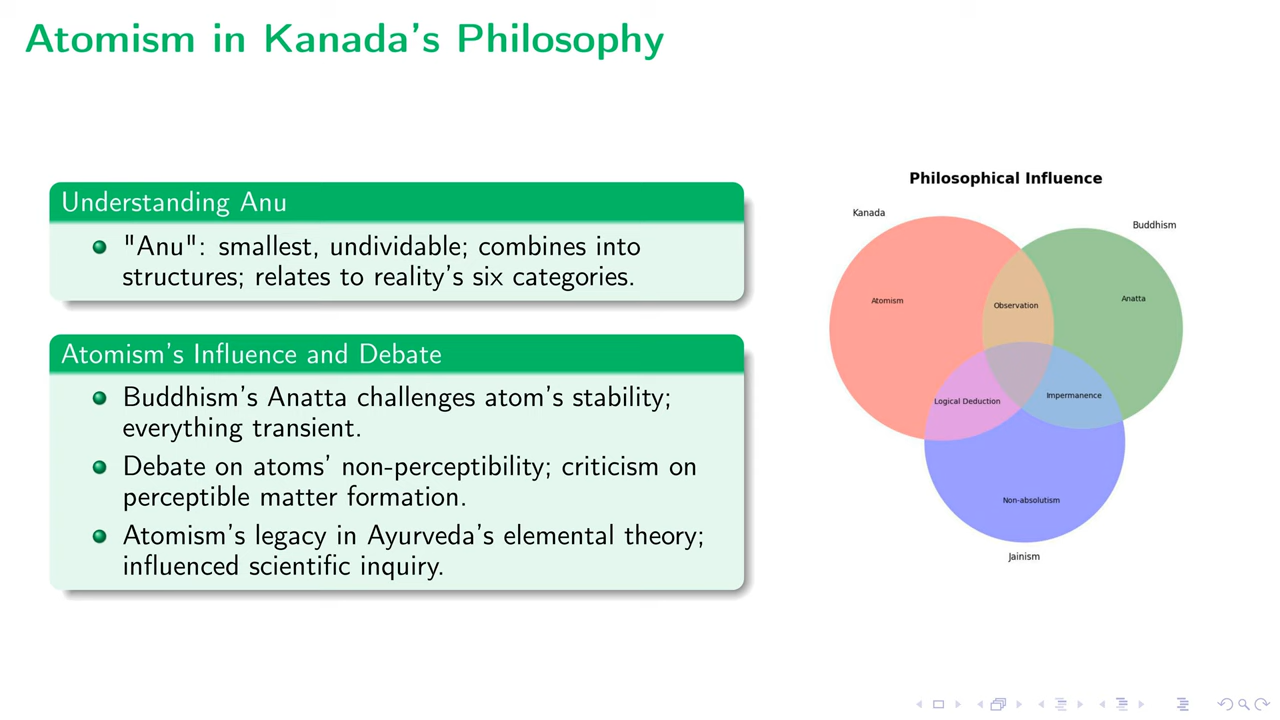 Atomism in Kanada's Philosophy
Understanding Anu
"Anu": smallest, undividable; combines into
structures; relates to reality's six categories.
Atomism's Influence and Debate
Buddhism's Anatta challenges atom's stability;
everything transient.
Debate on atoms' non-perceptibility; criticism on
perceptible matter formation.
Atomism's legacy in Ayurveda's elemental theory;
influenced scientific inquiry.
Philosophical Influence
Kanada
Buddhism
Atomism
Observation
Anatta
Logical Deduction
Impermanence
Non-absolutism
Jainism